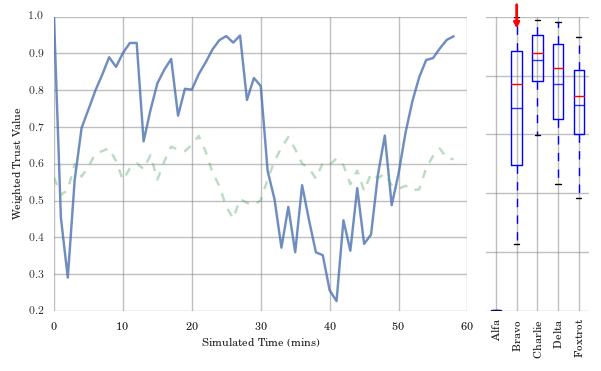 1.0
0.9
0.8
0.7
0.6
0.5
0.4
0.3
0.2
Weighted Trust Value
0 10 20 30 40 50 60
Simulated Time (mins)
Alfa
Bravo
Charlie
Delta
Foxtrot